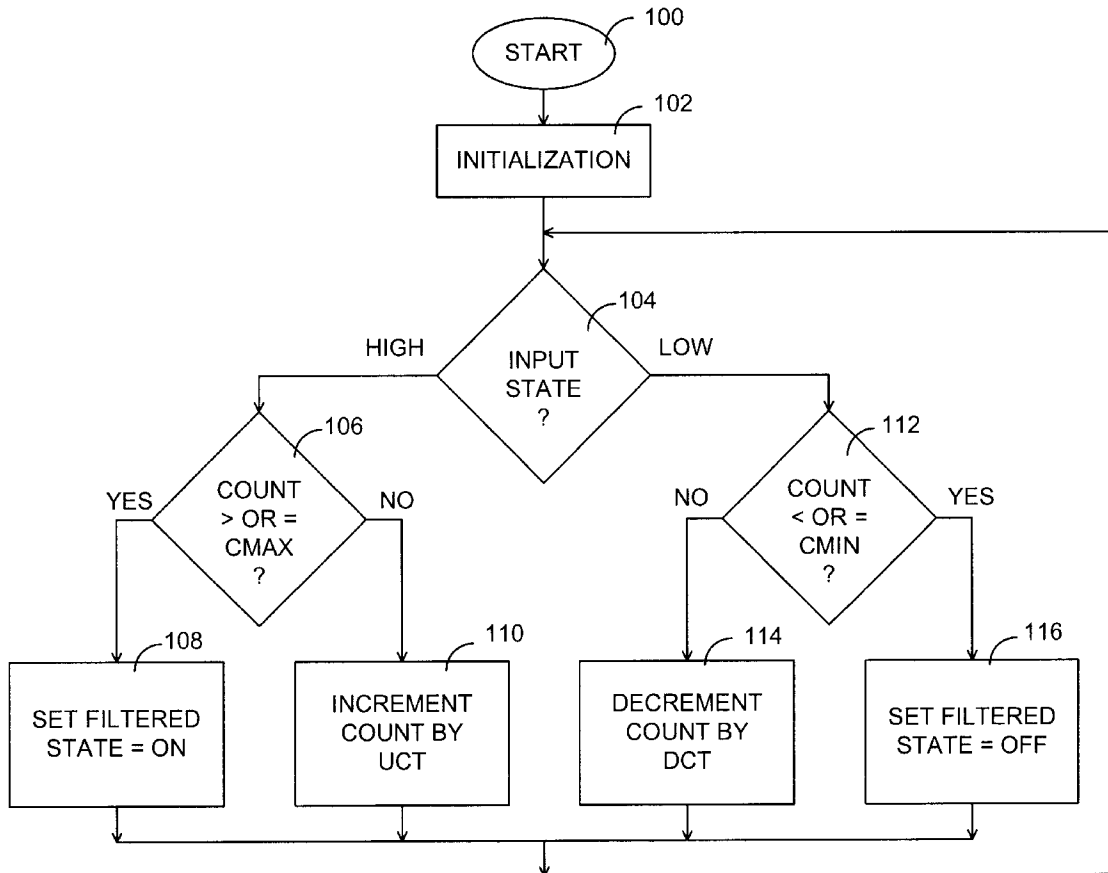 100
START
102
INITIALIZATION
104
HIGH
INPUT
STATE
?
LOW
106
YES
COUNT
> OR =
CMAX
?
NO
112
NO
COUNT
< OR =
CMIN
?
YES
108
SET FILTERED
STATE = ON
110
INCREMENT
COUNT BY
UCT
114
DECREMENT
COUNT BY
DCT
116
SET FILTERED
STATE = OFF